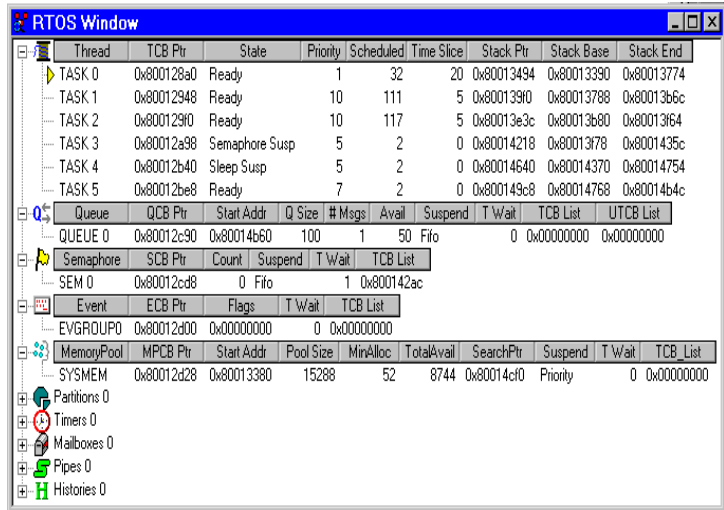 RTOS Window
Thread TCB Ptr State Priority Scheduled Time Slice Stack Ptr Stack Base Stack End
TASK 0 0x800128a0 Ready 1 32 20 0x80013494 0x80013390 0x80013774
TASK 1 0x80012948 Ready 10 111 5 0x800139f0 0x80013788 0x80013b6c
TASK 2 0x800129f0 Ready 10 117 5 0x80013e3c 0x80013b80 0x80013f64
TASK 3 0x80012a98 Semaphore Susp 5 2 0 0x80014218 0x80013f78 0x8001435c
TASK 4 0x80012b40 Sleep Susp 5 2 0 0x80014640 0x80014370 0x80014754
TASK 5 0x80012be8 Ready 7 2 0 0x800149c8 0x80014768 0x80014b4c
Queue QCB Ptr Start Addr Q Size # Msgs Avail Suspend T Wait TCB List UTCB List
QUEUE 0 0x80012c90 0x80014b60 100 1 50 Fifo 0 0x00000000 0x00000000
Semaphore SCB Ptr Count Suspend T Wait TCB List
SEM 0 0x80012cd8 0 Fifo 1 0x800142ac
Event ECB Ptr Flags T Wait TCB List
EVGROUP0 0x80012d00 0x00000000 0 0x00000000
MemoryPool MPCB Ptr Start Addr Pool Size MinAlloc TotalAvail SearchPtr Suspend T Wait TCB_List
SYSMEM 0x80012d28 0x80013380 15288 52 8744 0x80014cf0 Priority 0 0x00000000
Partitions 0
Timers 0
Mailboxes 0
Pipes 0
Histories 0